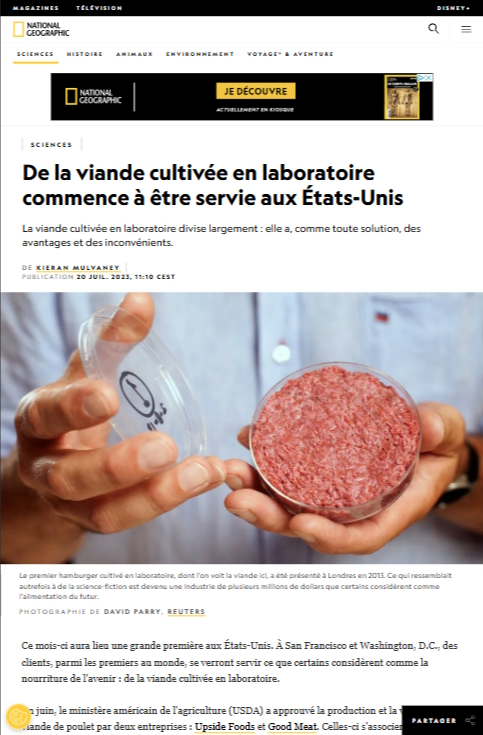 MAGAZINES TÉLÉVISION DISNEY+
NATIONAL
GEOGRAPHIC
SCIENCES HISTOIRE ANIMAUX ENVIRONNEMENT VOYAGE® & AVENTURE
NATIONAL
GEOGRAPHIC
JE DÉCOUVRE
ACTUELLEMENT EN KIOSQUE
SCIENCES
De la viande cultivée en laboratoire
commence à être servie aux États-Unis
La viande cultivée en laboratoire divise largement : elle a, comme toute solution, des
avantages et des inconvénients.
DE KIERAN MULVANEY
PUBLICATION 20 JUIL. 2023, 11:10 CEST
Le premier hamburger cultivé en laboratoire, dont l'on voit la viande ici, a été présenté à Londres en 2013. Ce qui ressemblait
autrefois à de la science-fiction est devenu une industrie de plusieurs millions de dollars que certains considèrent comme
l'alimentation du futur.
PHOTOGRAPHIE DE DAVID PARRY, REUTERS
Ce mois-ci aura lieu une grande première aux États-Unis. À San Francisco et Washington, D.C., des
clients, parmi les premiers au monde, se verront servir ce que certains considèrent comme la
nourriture de l'avenir : de la viande cultivée en laboratoire.
juin, le ministère américain de l'agriculture (USDA) a approuvé la production et la
de poulet par deux entreprises : Upside Foods et Good Meat. Celles-ci
PARTAGER